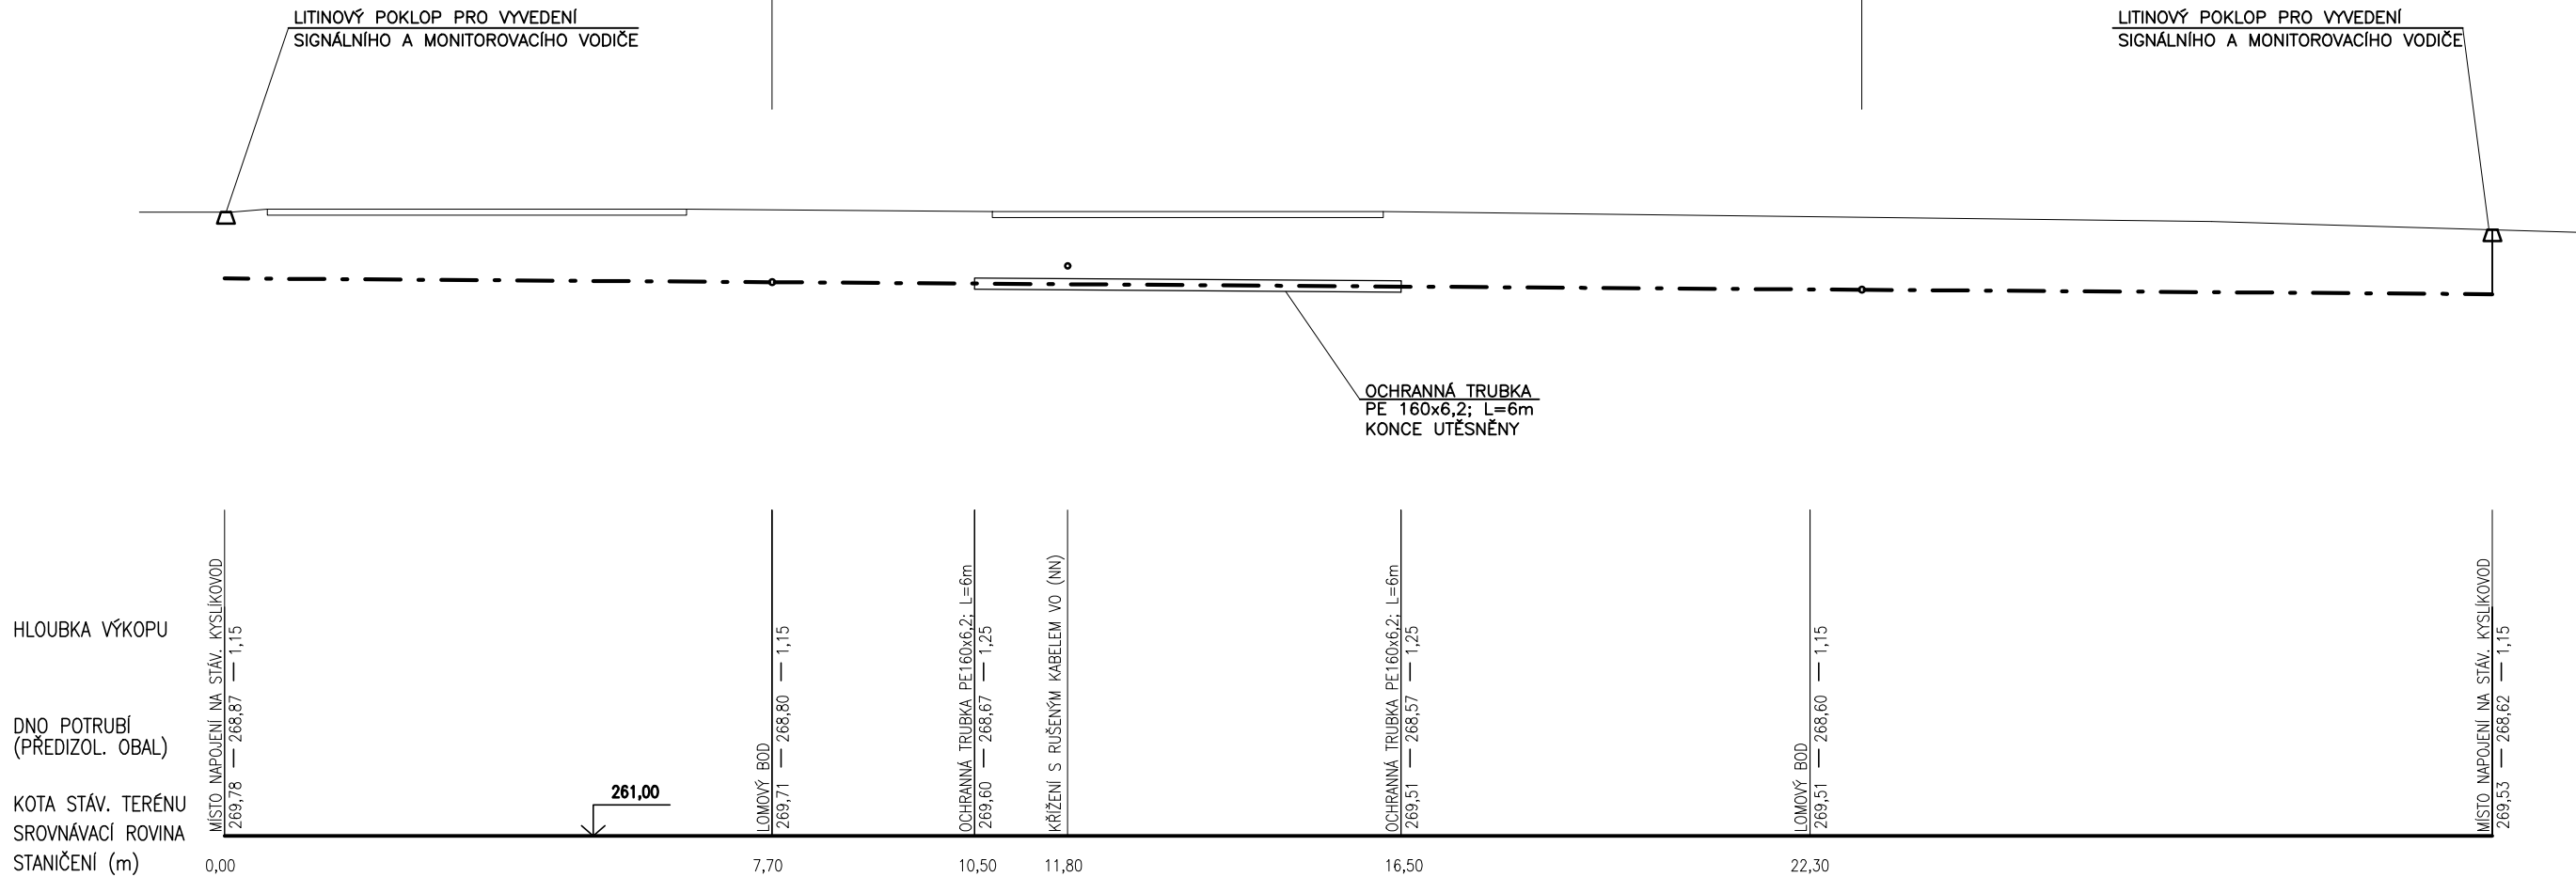 LITINOVÝ POKLOP PRO VYVEDENÍ
SIGNÁLNÍHO A MONITOROVACÍHO VODIČE
LITINOVÝ POKLOP PRO VYVEDENÍ
SIGNÁLNÍHO A MONITOROVACÍHO VODIČE
OCHRANNÁ TRUBKA
PE 160x6,2; L=6m
KONCE UTĚSNĚNY
HLOUBKA VÝKOPU
DNO POTRUBÍ
(PŘEDIZOL. OBAL)
KOTA STÁV. TERÉNU
SROVNÁVACÍ ROVINA
STANIČENÍ (m)
MÍSTO NAPOJENÍ NA STÁV. KYSLÍKOVOD
269,78 — 268,87 — 1,15
261,00
LOMOVÝ BOD
269,71 — 268,80 — 1,15
OCHRANNÁ TRUBKA PE160x6,2; L=6m
269,60 — 268,67 — 1,25
KŘÍŽENÍ S RUŠENÝM KABELEM VO (NN)
OCHRANNÁ TRUBKA PE160x6,2; L=6m
269,51 — 268,57 — 1,25
LOMOVÝ BOD
269,51 — 268,60 — 1,15
MÍSTO NAPOJENÍ NA STÁV. KYSLÍKOVOD
269,53 — 268,62 — 1,15
0,00
7,70
10,50
11,80
16,50
22,30